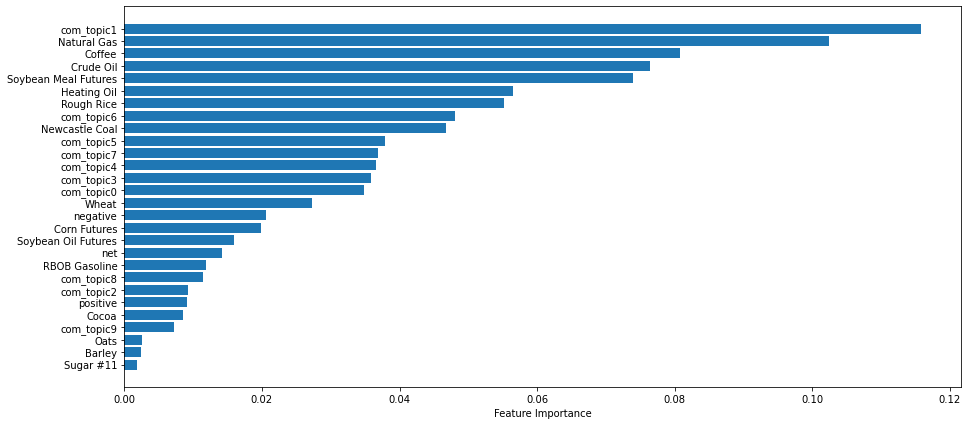 com_topic1
Natural Gas
Coffee
Crude Oil
Soybean Meal Futures
Heating Oil
Rough Rice
com_topic6
Newcastle Coal
com_topic5
com_topic7
com_topic4
com_topic3
com_topic0
Wheat
negative
Corn Futures
Soybean Oil Futures
net
RBOB Gasoline
com_topic8
com_topic2
positive
Cocoa
com_topic9
Oats
Barley
Sugar #11
0.00 0.02 0.04 0.06 0.08 0.10 0.12
Feature Importance